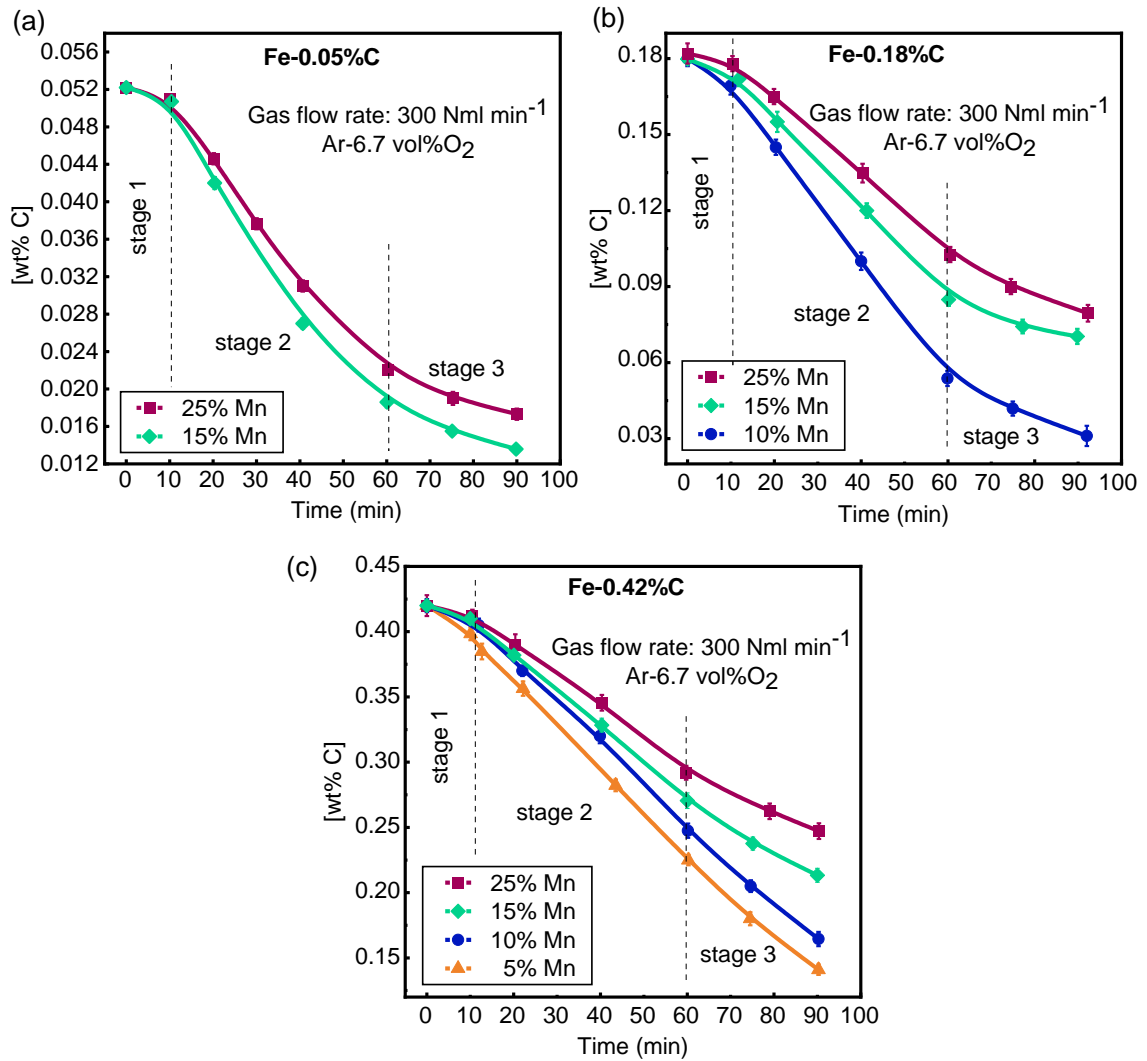 (a)
Fe-0.05%C
Gas flow rate: 300 Nml min⁻¹
Ar-6.7 vol%O₂
[wt% C]
0.056
0.052
0.048
0.044
0.040
0.036
0.032
0.028
0.024
0.020
0.016
0.012
stage 1
stage 2
stage 3
25% Mn
15% Mn
0 10 20 30 40 50 60 70 80 90 100
Time (min)
(b)
Fe-0.18%C
Gas flow rate: 300 Nml min⁻¹
Ar-6.7 vol%O₂
[wt% C]
0.18
0.15
0.12
0.09
0.06
0.03
stage 1
stage 2
stage 3
25% Mn
15% Mn
10% Mn
0 10 20 30 40 50 60 70 80 90 100
Time (min)
(c)
Fe-0.42%C
Gas flow rate: 300 Nml min⁻¹
Ar-6.7 vol%O₂
[wt% C]
0.45
0.40
0.35
0.30
0.25
0.20
0.15
stage 1
stage 2
stage 3
25% Mn
15% Mn
10% Mn
5% Mn
0 10 20 30 40 50 60 70 80 90 100
Time (min)